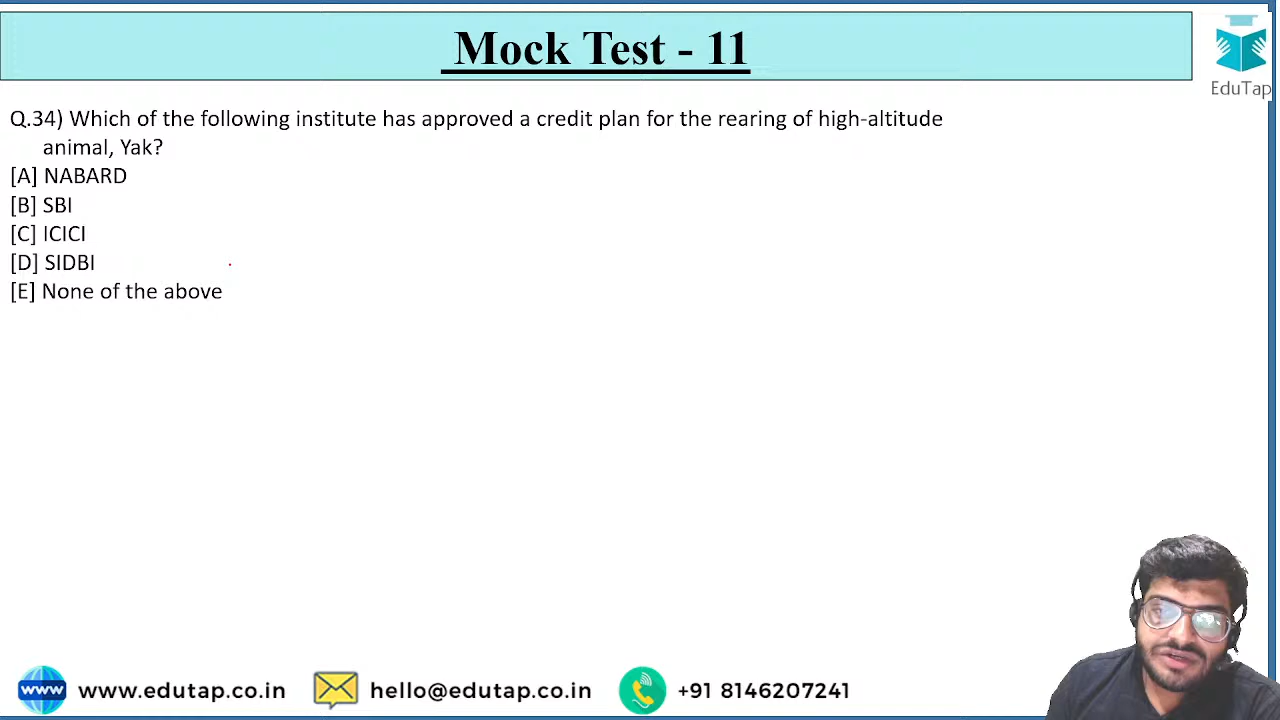 Mock Test - 11
EduTap
Q.34) Which of the following institute has approved a credit plan for the rearing of high-altitude
animal, Yak?
[A] NABARD
[B] SBI
[C] ICICI
[D] SIDBI
[E] None of the above
www www.edutap.co.in hello@edutap.co.in +91 8146207241